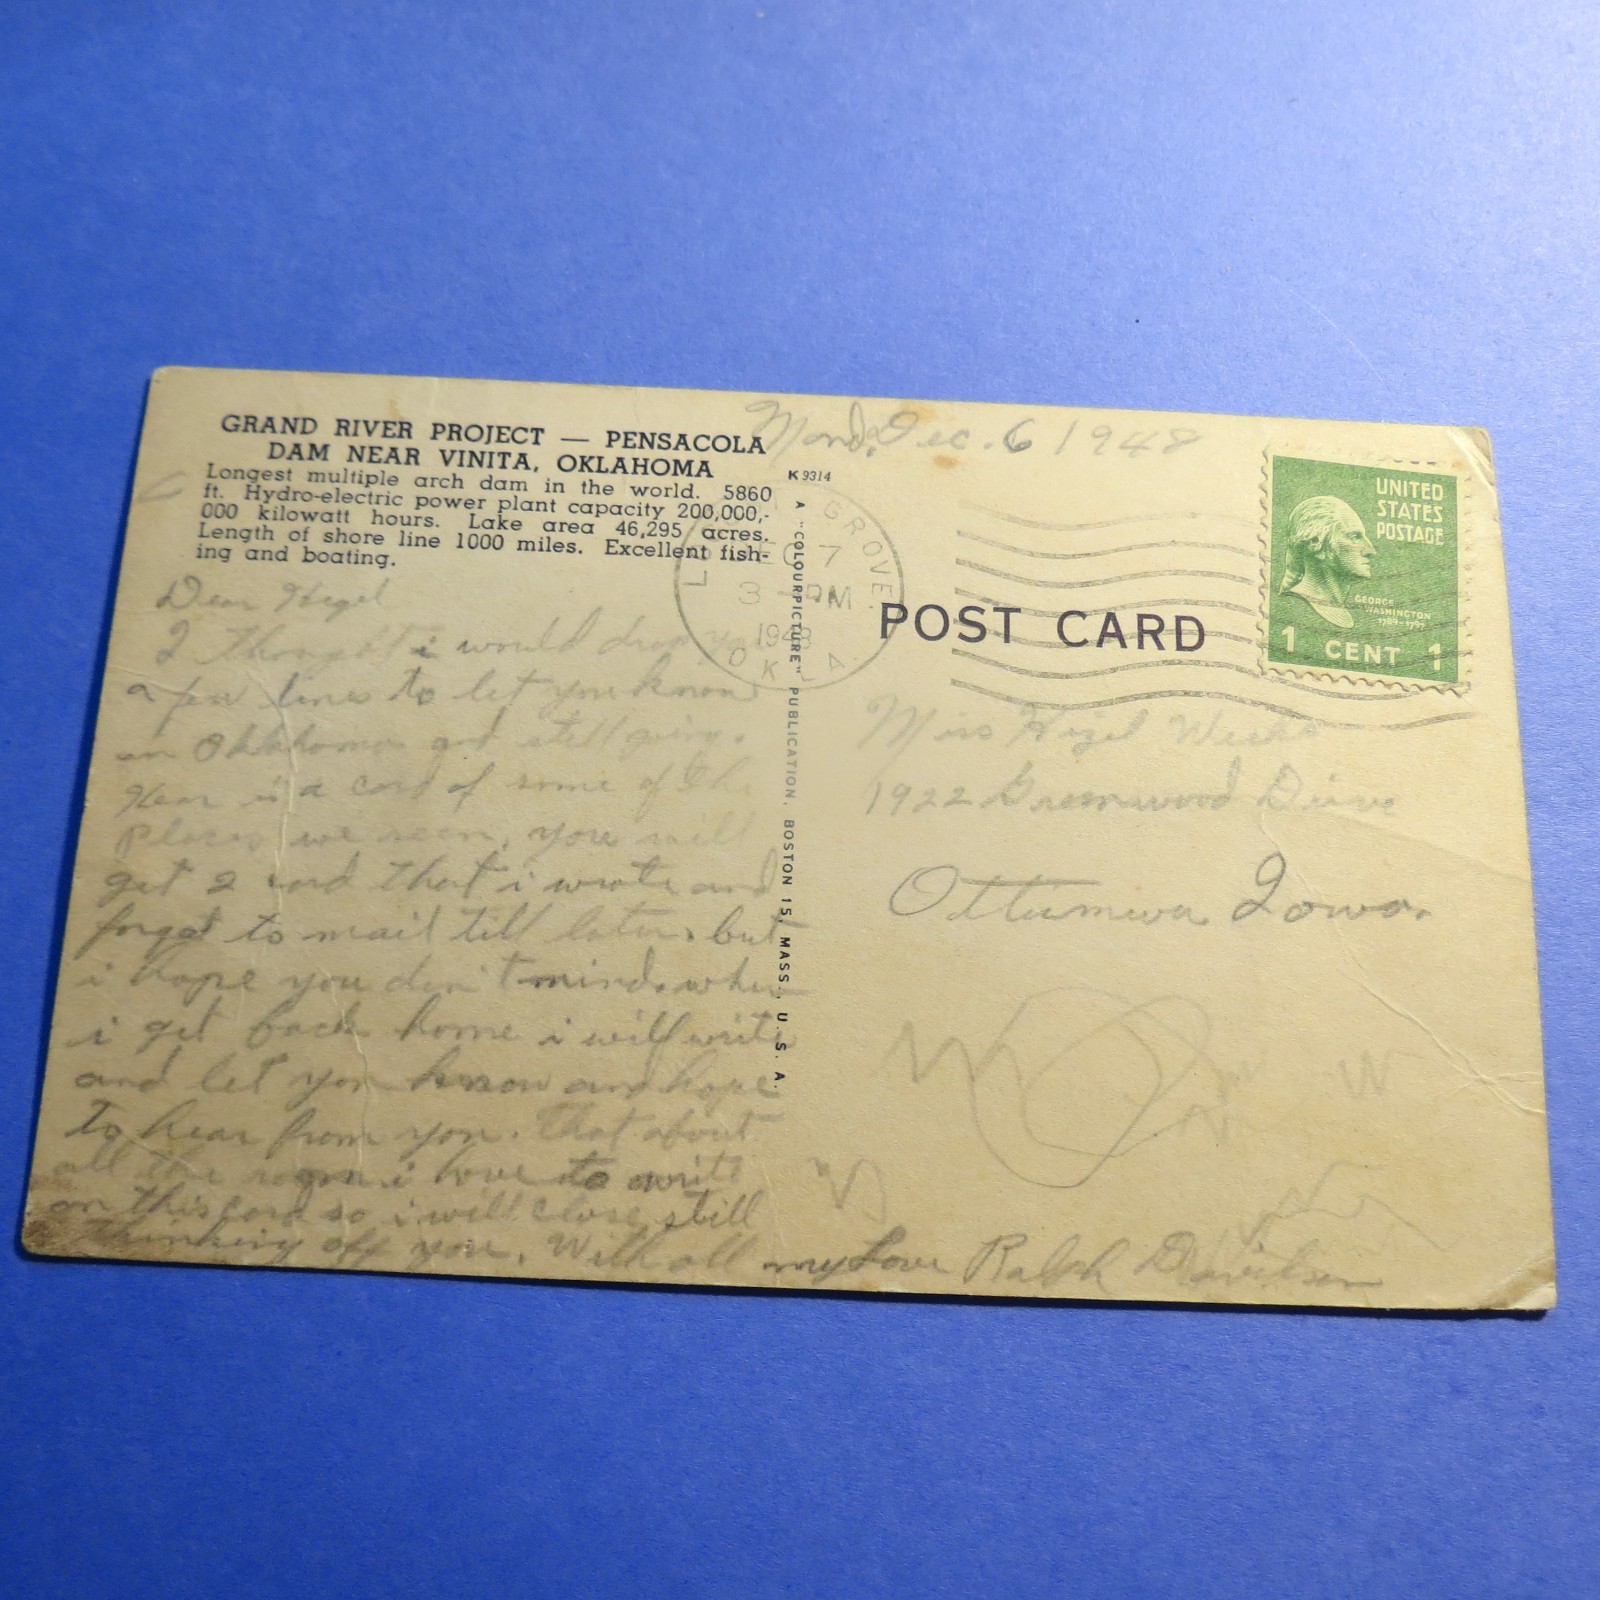 GRAND RIVER PROJECT — PENSACOLA
DAM NEAR VINITA, OKLAHOMA
Longest multiple arch dam in the world. 5860
ft. Hydro-electric power plant capacity 200,000,-
000 kilowatt hours. Lake area 46,295 acres.
Length of shore line 1000 miles. Excellent fish-
ing and boating.
Dear Hazel
I thought i would drop you
a few lines to let you know
in Oklahoma and still going.
Hear is a card of some of the
places we seen, you will
get 2 card that i wrote and
forgot to mail till later, but
i hope you don't mind. when
i get back home i will write
and let you know and hope
to hear from you. That about
all the room i have to write
on this card so i will close still
thinking off you. With all my Love Ralph Davidson
K 9314
A "COLOURPICTURE" PUBLICATION, BOSTON 15, MASS., U. S. A.
Mond, Dec. 6 1948
GROVE
7
3 - PM
1948
OKLA.
POST CARD
UNITED
STATES
POSTAGE
GEORGE
WASHINGTON
1789-1797
1 CENT 1
Miss Hazel Weeks
1922 Greenwood Drive
Ottumwa Iowa.